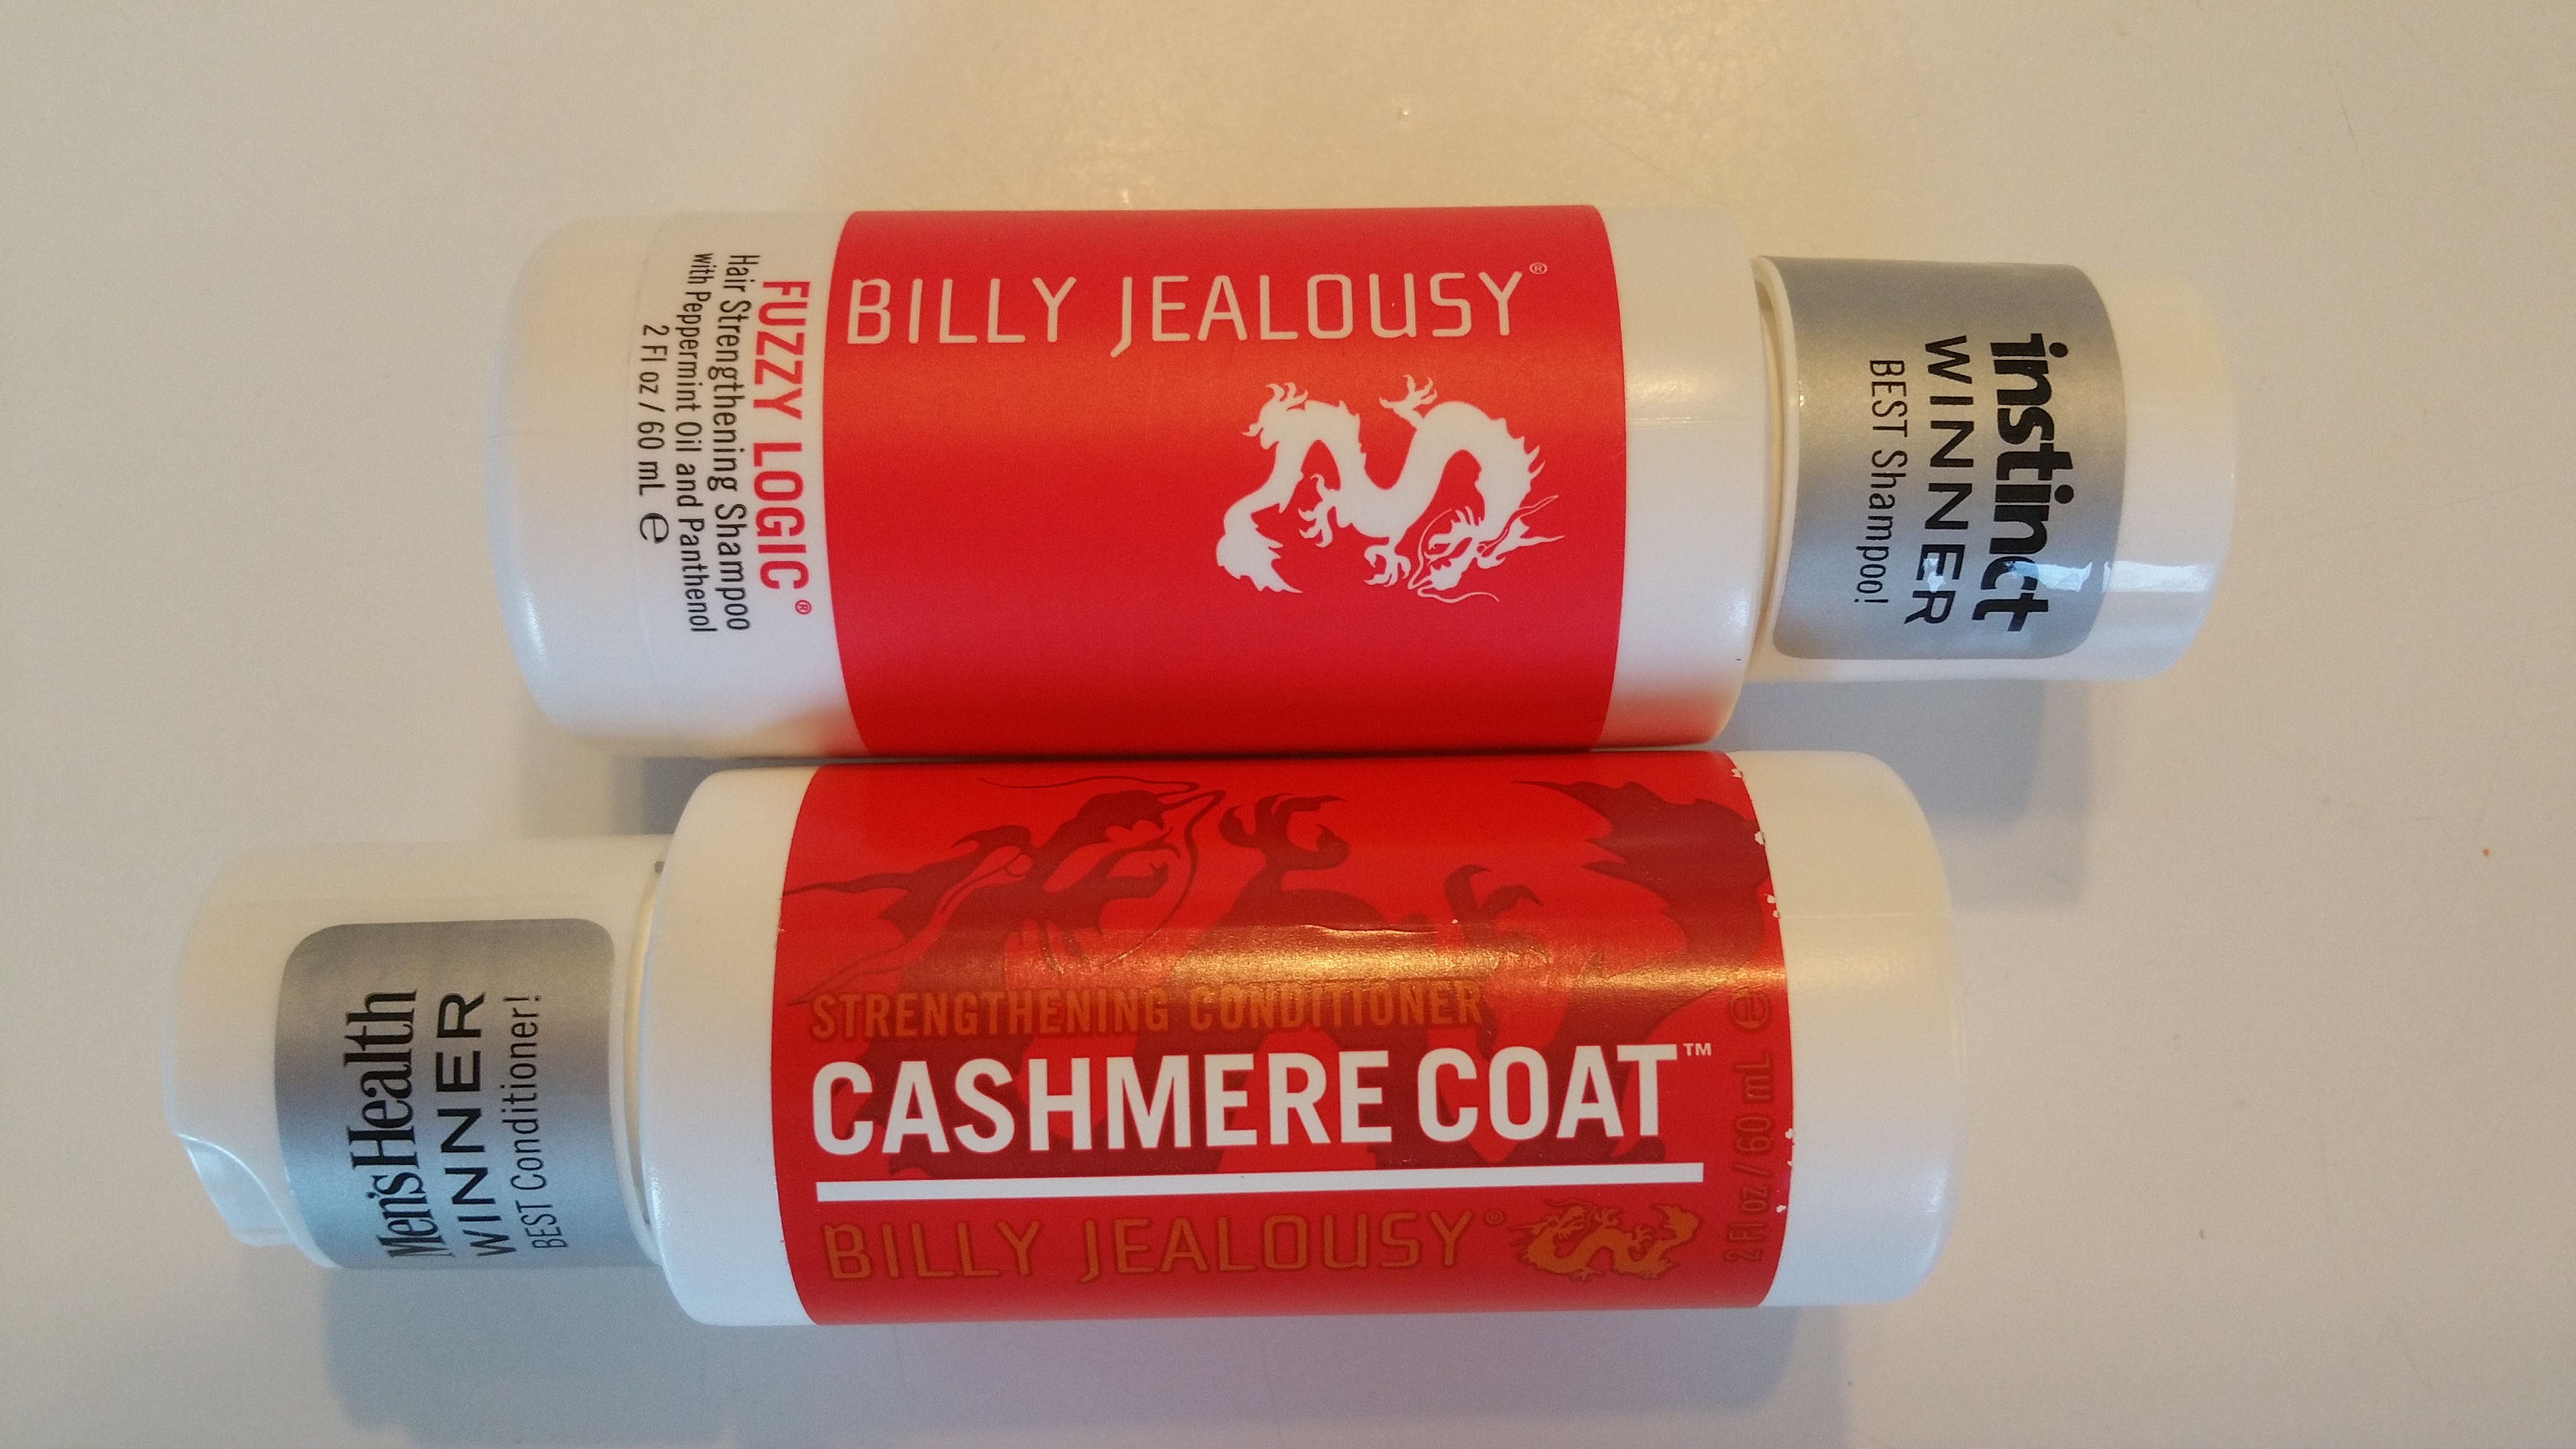 BILLY JEALOUSY®
FUZZY LOGIC®
Hair Strengthening Shampoo
with Peppermint Oil and Panthenol
2 Fl oz / 60 mL ℮
instinct
WINNER
BEST Shampoo!
Men'sHealth
WINNER
BEST Conditioner!
STRENGTHENING CONDITIONER
CASHMERE COAT™
BILLY JEALOUSY®
2 Fl oz / 60 mL ℮